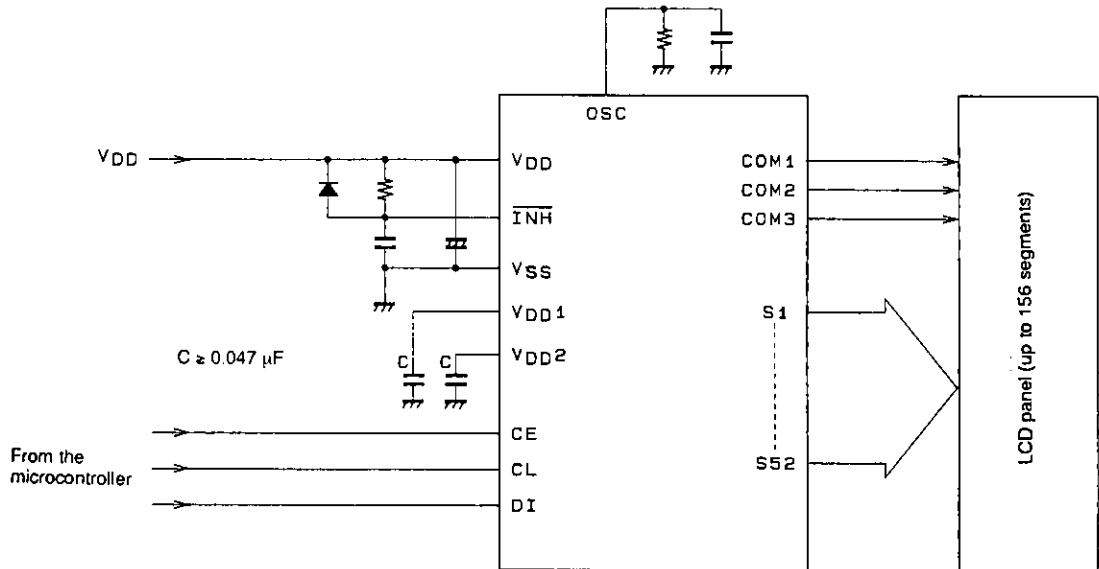 OSC
VDD
VDD
COM1
COM2
INH
COM3
VSS
VDD1
S1
C ≥ 0.047 µF
C
C
VDD2
LCD panel (up to 156 segments)
CE
From the
microcontroller
CL
S52
DI